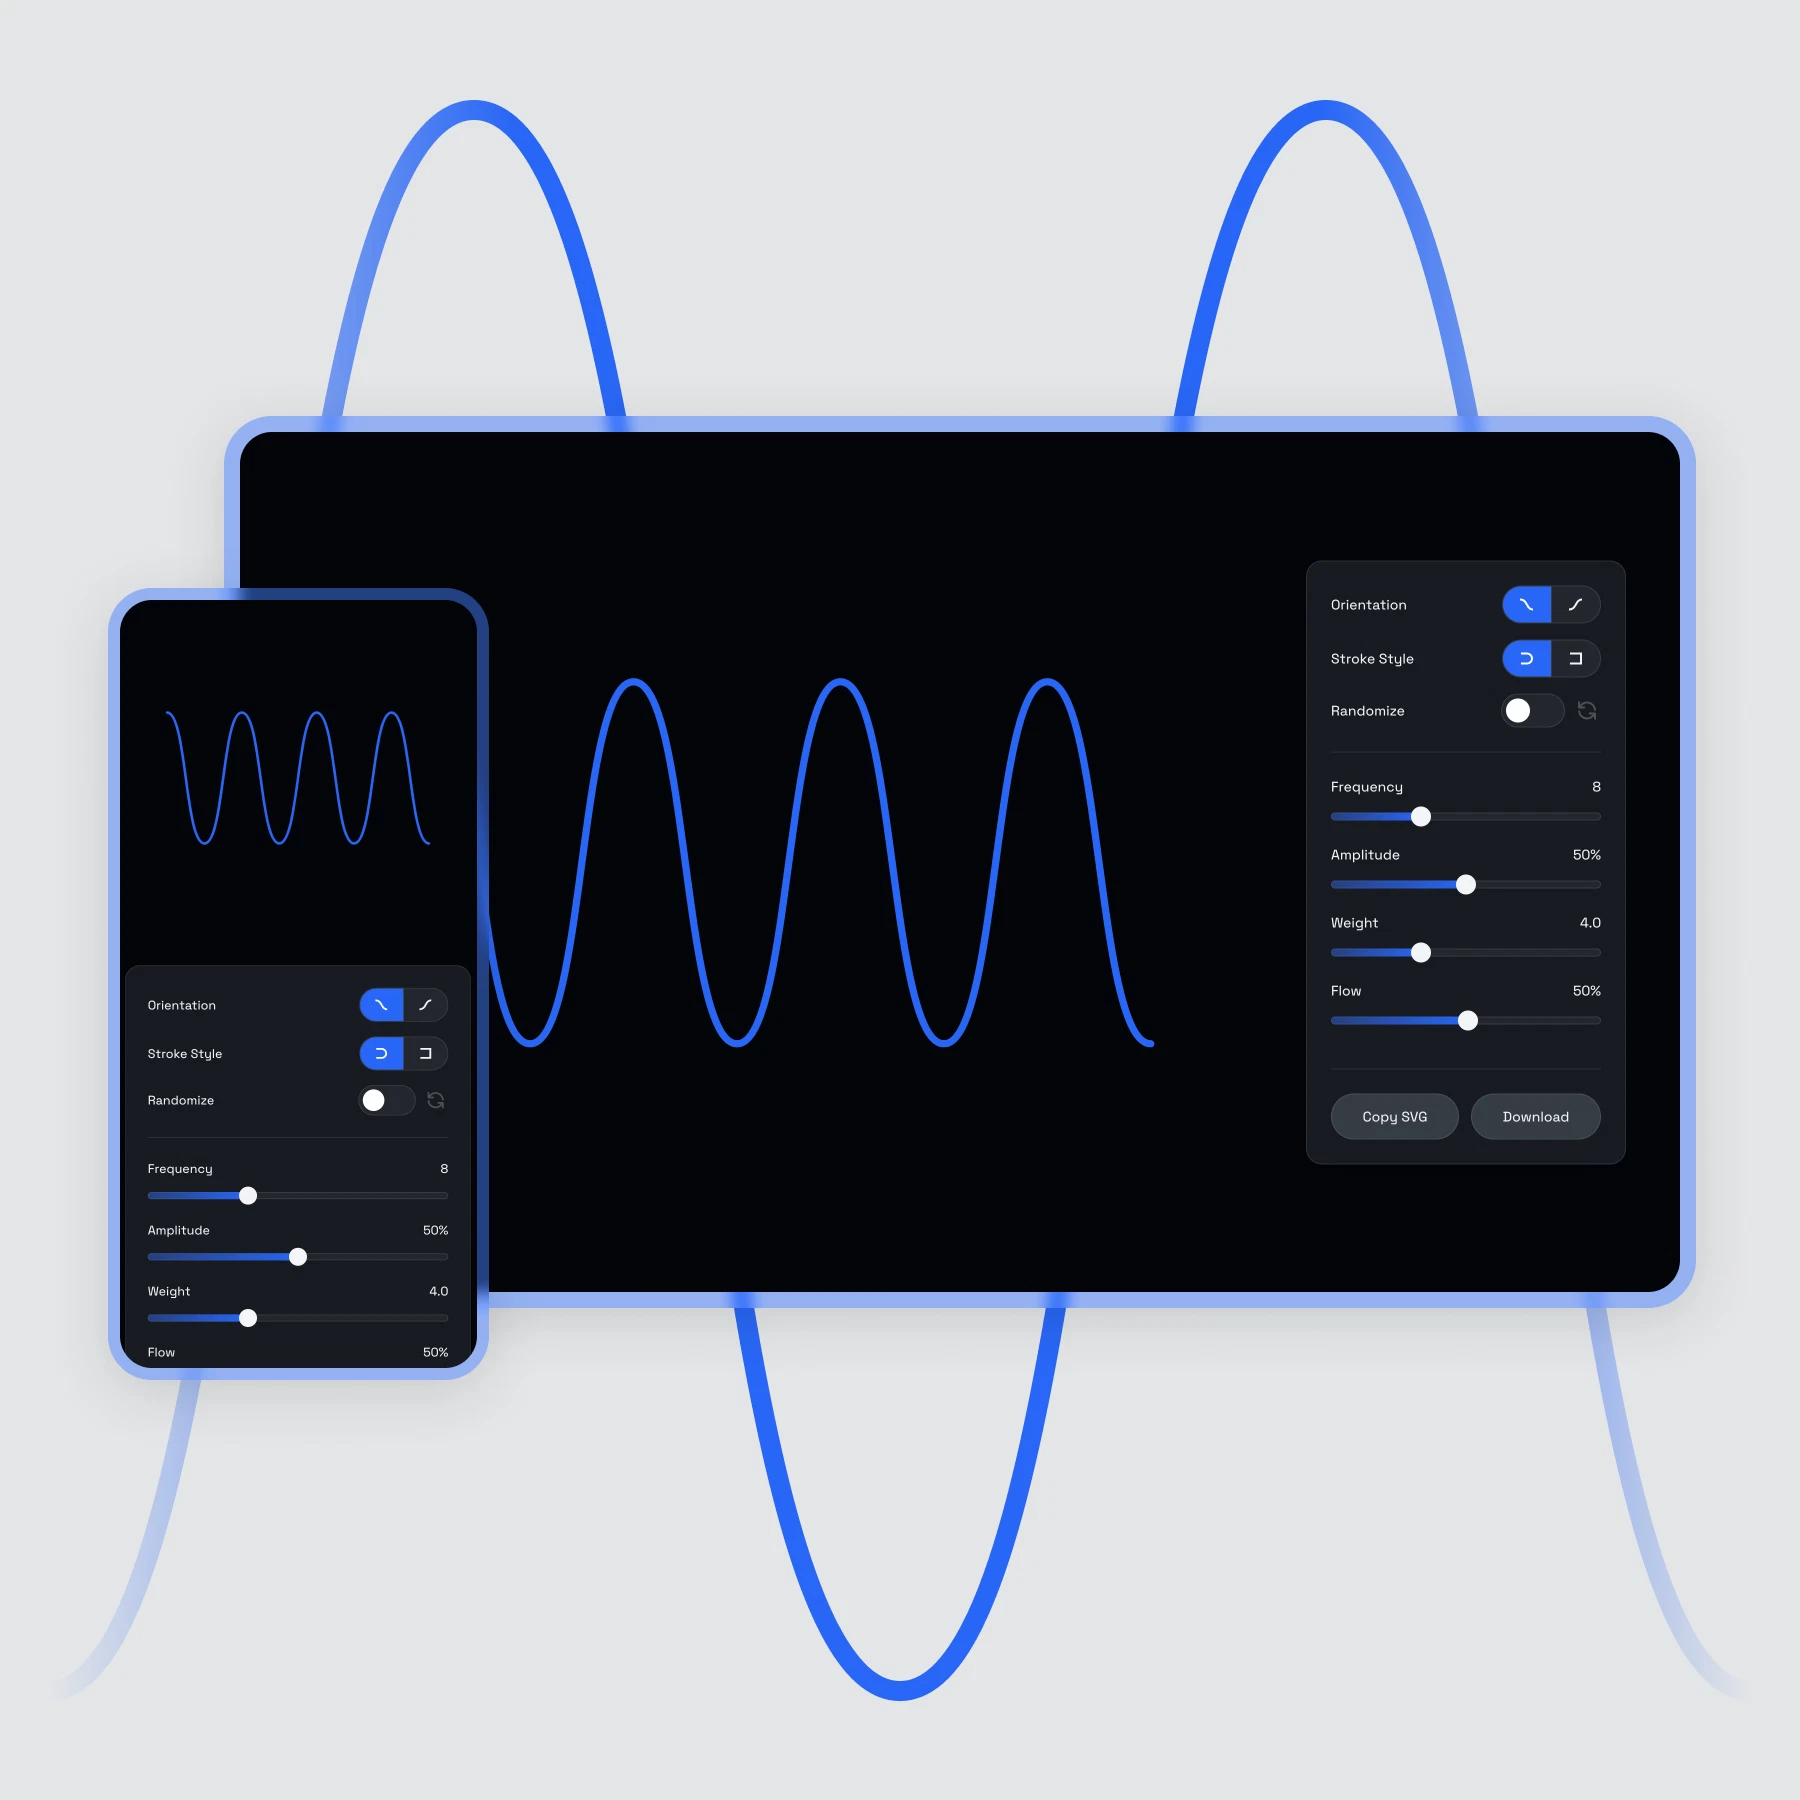 Orientation
Stroke Style
Randomize
Frequency 8
Amplitude 50%
Weight 4.0
Flow 50%
Copy SVG Download
Orientation
Stroke Style
Randomize
Frequency 8
Amplitude 50%
Weight 4.0
Flow 50%